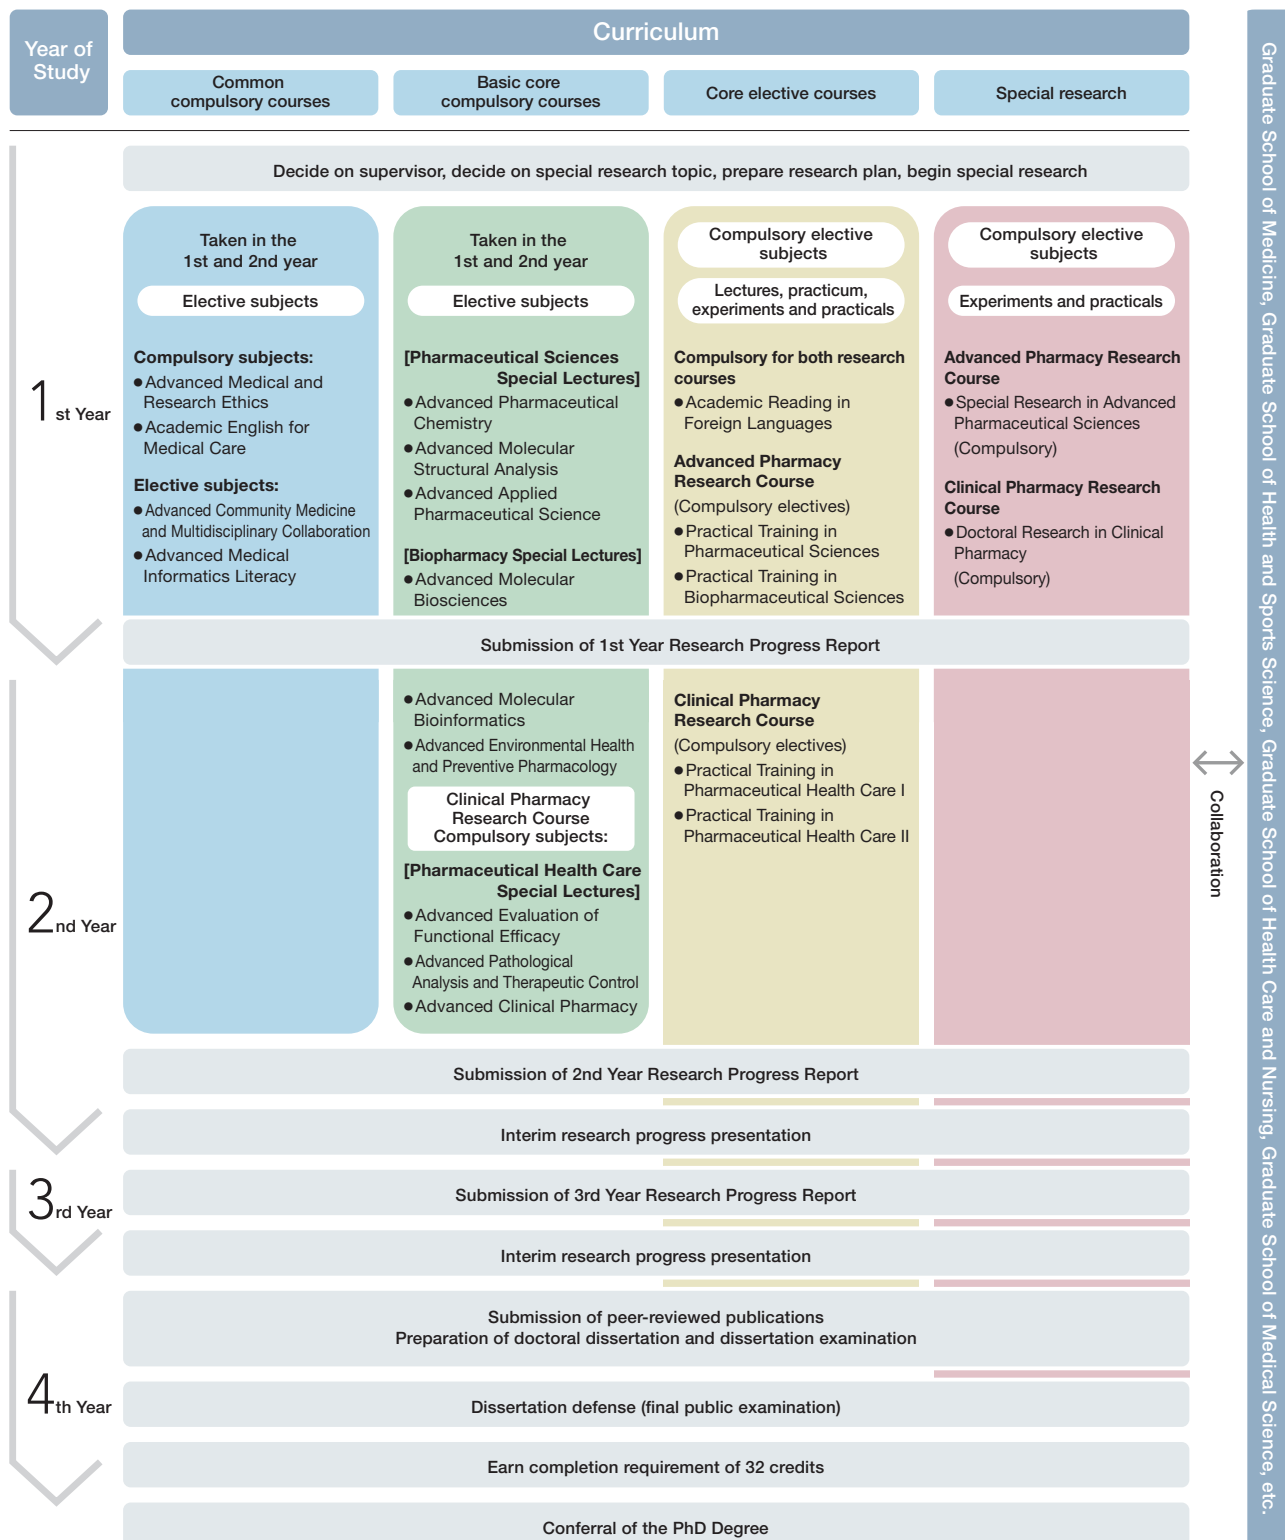 Year of
Study
Curriculum
Common
compulsory courses
Basic core
compulsory courses
Core elective courses
Special research
Decide on supervisor, decide on special research topic, prepare research plan, begin special research
1st Year
Taken in the
1st and 2nd year
Elective subjects
Compulsory subjects:
●Advanced Medical and
Research Ethics
●Academic English for
Medical Care
Elective subjects:
●Advanced Community Medicine
and Multidisciplinary Collaboration
●Advanced Medical
Informatics Literacy
Taken in the
1st and 2nd year
Elective subjects
[Pharmaceutical Sciences
Special Lectures]
●Advanced Pharmaceutical
Chemistry
●Advanced Molecular
Structural Analysis
●Advanced Applied
Pharmaceutical Science
[Biopharmacy Special Lectures]
●Advanced Molecular
Biosciences
Compulsory elective
subjects
Lectures, practicum,
experiments and practicals
Compulsory for both research
courses
●Academic Reading in
Foreign Languages
Advanced Pharmacy
Research Course
(Compulsory electives)
●Practical Training in
Pharmaceutical Sciences
●Practical Training in
Biopharmaceutical Sciences
Compulsory elective
subjects
Experiments and practicals
Advanced Pharmacy Research
Course
●Special Research in Advanced
Pharmaceutical Sciences
(Compulsory)
Clinical Pharmacy Research
Course
●Doctoral Research in Clinical
Pharmacy
(Compulsory)
Submission of 1st Year Research Progress Report
2nd Year
●Advanced Molecular
Bioinformatics
●Advanced Environmental Health
and Preventive Pharmacology
Clinical Pharmacy
Research Course
Compulsory subjects:
[Pharmaceutical Health Care
Special Lectures]
●Advanced Evaluation of
Functional Efficacy
●Advanced Pathological
Analysis and Therapeutic Control
●Advanced Clinical Pharmacy
Clinical Pharmacy
Research Course
(Compulsory electives)
●Practical Training in
Pharmaceutical Health Care I
●Practical Training in
Pharmaceutical Health Care II
Submission of 2nd Year Research Progress Report
Interim research progress presentation
3rd Year
Submission of 3rd Year Research Progress Report
Interim research progress presentation
4th Year
Submission of peer-reviewed publications
Preparation of doctoral dissertation and dissertation examination
Dissertation defense (final public examination)
Earn completion requirement of 32 credits
Conferral of the PhD Degree
Collaboration
Graduate School of Medicine, Graduate School of Health and Sports Science, Graduate School of Health Care and Nursing, Graduate School of Medical Science, etc.